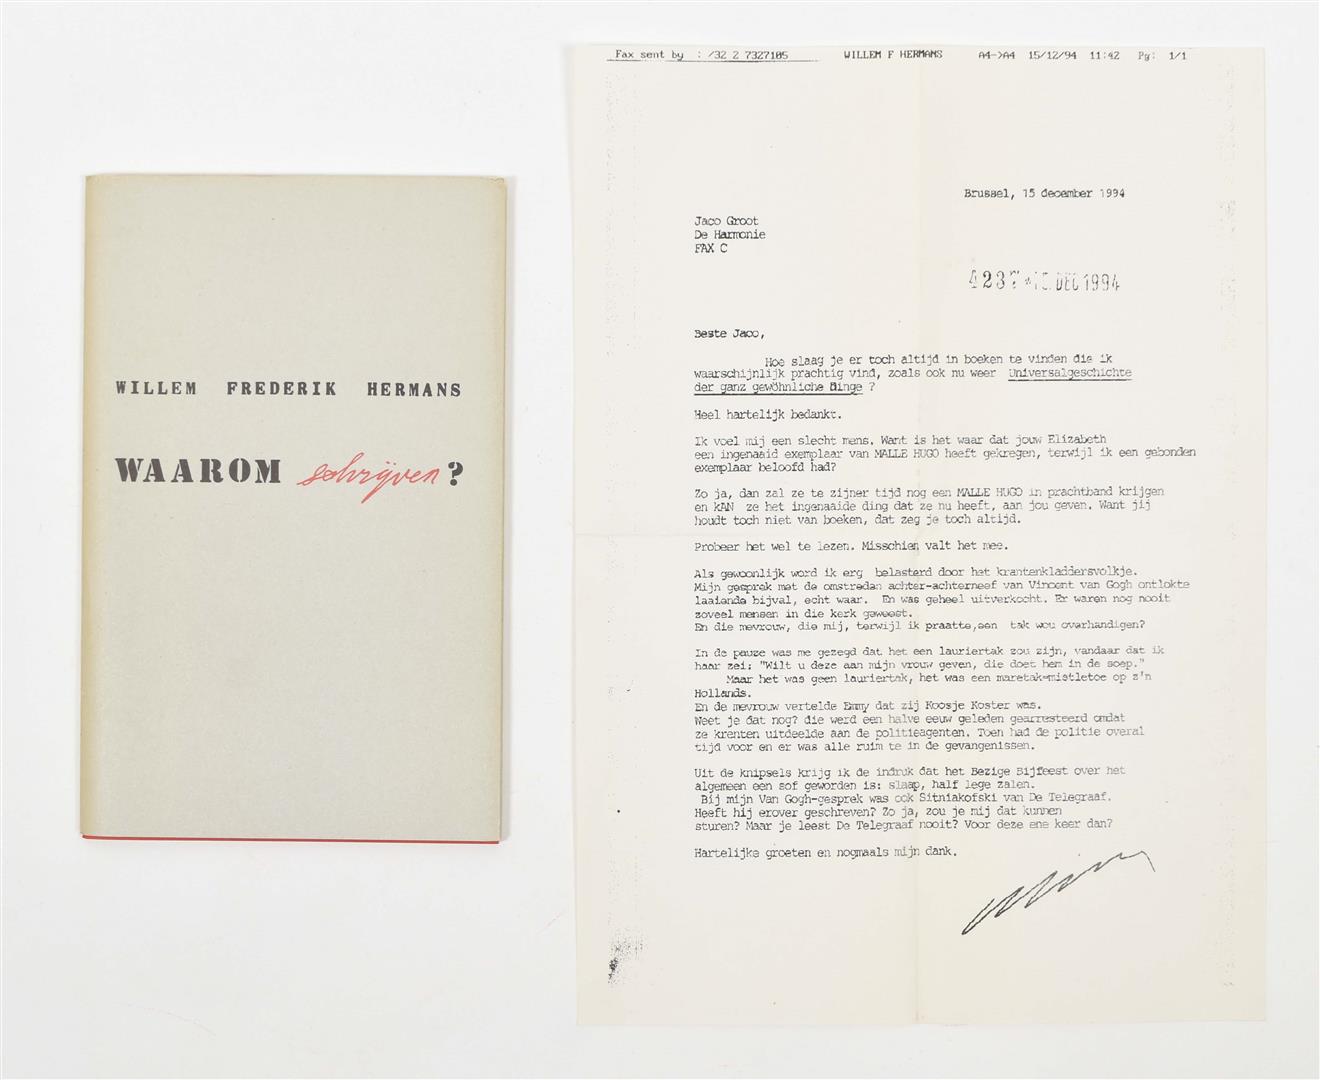 WILLEM FREDERIK HERMANS
WAAROM schrijven?
Fax sent by : /32 2 7327105 WILLEM F HERMANS A4->A4 15/12/94 11:42 Pg: 1/1
Brussel, 15 december 1994
Jaco Groot
De Harmonie
FAX C
4237 * 15 DEC 1994
Beste Jaco,
Hoe slaag je er toch altijd in boeken te vinden die ik
waarschijnlijk prachtig vind, zoals ook nu weer Universalgeschichte
der ganz gewöhnliche Dinge ?
Heel hartelijk bedankt.
Ik voel mij een slecht mens. Want is het waar dat jouw Elizabeth
een ingenaaid exemplaar van MALLE HUGO heeft gekregen, terwijl ik een gebonden
exemplaar beloofd had?
Zo ja, dan zal ze te zijner tijd nog een MALLE HUGO in prachtband krijgen
en kAN ze het ingenaaide ding dat ze nu heeft, aan jou geven. Want jij
houdt toch niet van boeken, dat zeg je toch altijd.
Probeer het wel te lezen. Misschien valt het mee.
Als gewoonlijk word ik erg belasterd door het krantenkladdersvolkje.
Mijn gesprek met de omstreden achter-achterneef van Vincent van Gogh ontlokte
laaiende bijval, echt waar. En was geheel uitverkocht. Er waren nog nooit
zoveel mensen in die kerk geweest.
En die mevrouw, die mij, terwijl ik praatte,een tak wou overhandigen?
In de pauze was me gezegd dat het een lauriertak zou zijn, vandaar dat ik
haar zei: "Wilt u deze aan mijn vrouw geven, die doet hem in de soep."
Maar het was geen lauriertak, het was een maretak=mistletoe op z'n
Hollands.
En de mevrouw vertelde Emmy dat zij Koosje Koster was.
Weet je dat nog? die werd een halve eeuw geleden gearresteerd omdat
ze krenten uitdeelde aan de politieagenten. Toen had de politie overal
tijd voor en er was alle ruim te in de gevangenissen.
Uit de knipsels krijg ik de indruk dat het Bezige Bijfeest over het
algemeen een sof geworden is: slaap, half lege zalen.
Bij mijn Van Gogh-gesprek was ook Sitniakofski van De Telegraaf.
Heeft hij erover geschreven? Zo ja, zou je mij dat kunnen
sturen? Maar je leest De Telegraaf nooit? Voor deze ene keer dan?
Hartelijke groeten en nogmaals mijn dank.